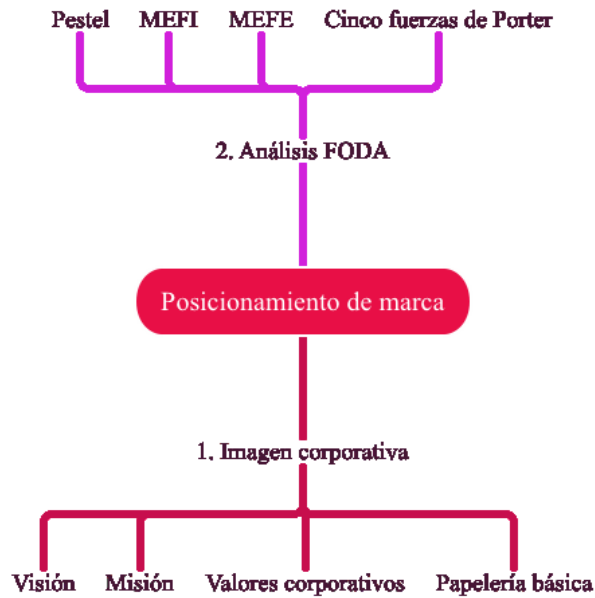 Pestel MEFI MEFE Cinco fuerzas de Porter
2. Análisis FODA
Posicionamiento de marca
1. Imagen corporativa
Visión Misión Valores corporativos Papelería básica